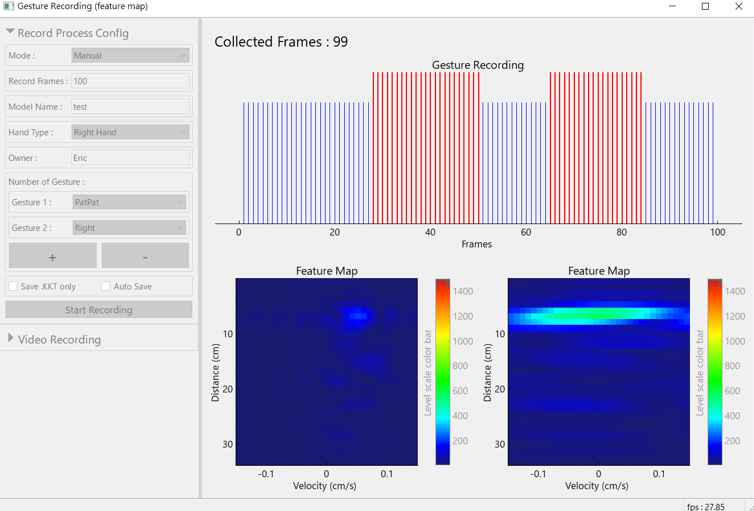 Gesture Recording (feature map)
Record Process Config
Mode : Manual
Record Frames : 100
Model Name : test
Hand Type : Right Hand
Owner : Eric
Number of Gesture :
Gesture 1 : PatPat
Gesture 2 : Right
+ -
Save .KKT only Auto Save
Start Recording
Video Recording
Collected Frames : 99
Gesture Recording
0 20 40 60 80 100
Frames
Feature Map
Distance (cm)
10
20
30
-0.1 0 0.1
Velocity (cm/s)
Level scale color bar
1400
1200
1000
800
600
400
200
Feature Map
Distance (cm)
10
20
30
-0.1 0 0.1
Velocity (cm/s)
Level scale color bar
1400
1200
1000
800
600
400
200
fps : 27.85